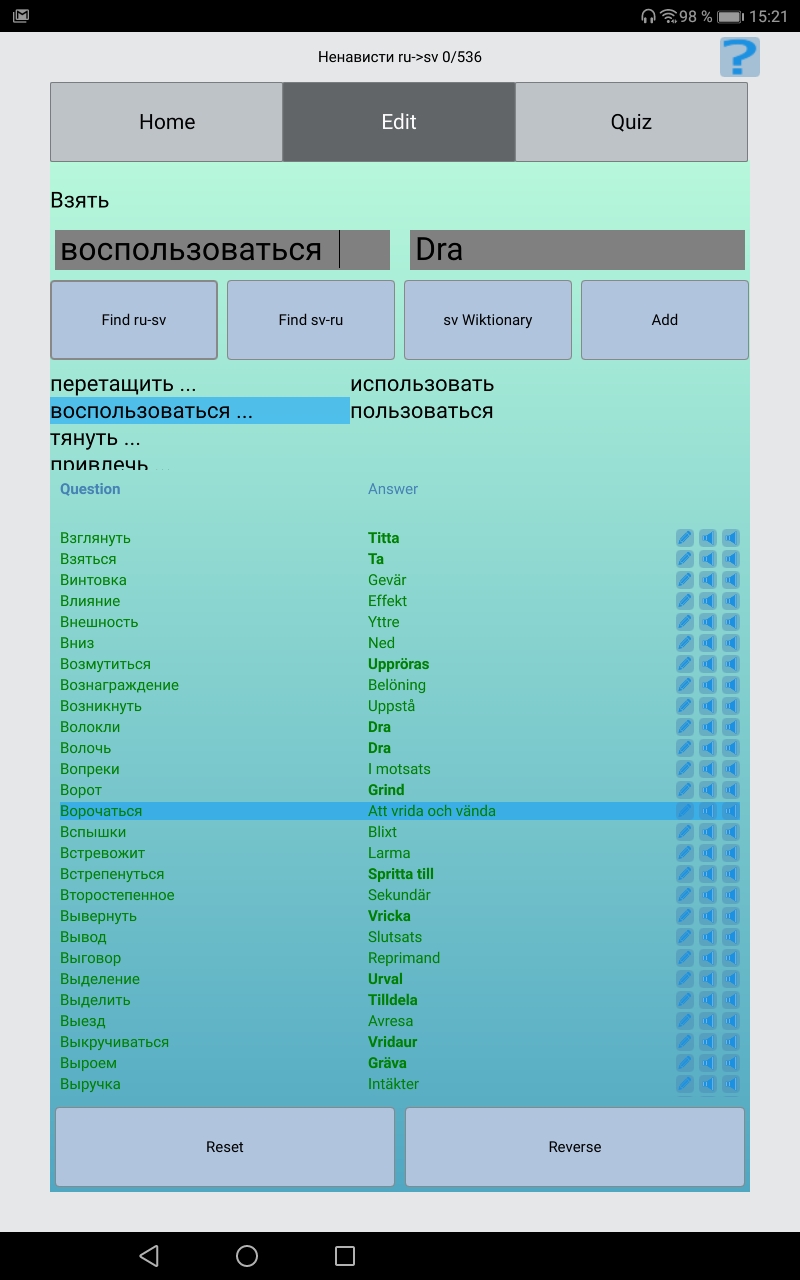 98 % 15:21
Ненависти ru->sv 0/536
?
Home Edit Quiz
Взять
воспользоваться Dra
Find ru-sv Find sv-ru sv Wiktionary Add
перетащить ... использовать
воспользоваться ... пользоваться
тянуть ...
привлечь ...
Question Answer
Взглянуть Titta
Взяться Ta
Винтовка Gevär
Влияние Effekt
Внешность Yttre
Вниз Ned
Возмутиться Uppröras
Вознаграждение Belöning
Возникнуть Uppstå
Волокли Dra
Волочь Dra
Вопреки I motsats
Ворот Grind
Ворочаться Att vrida och vända
Вспышки Blixt
Встревожит Larma
Встрепенуться Spritta till
Второстепенное Sekundär
Вывернуть Vricka
Вывод Slutsats
Выговор Reprimand
Выделение Urval
Выделить Tilldela
Выезд Avresa
Выкручиваться Vridaur
Выроем Gräva
Выручка Intäkter
Reset Reverse